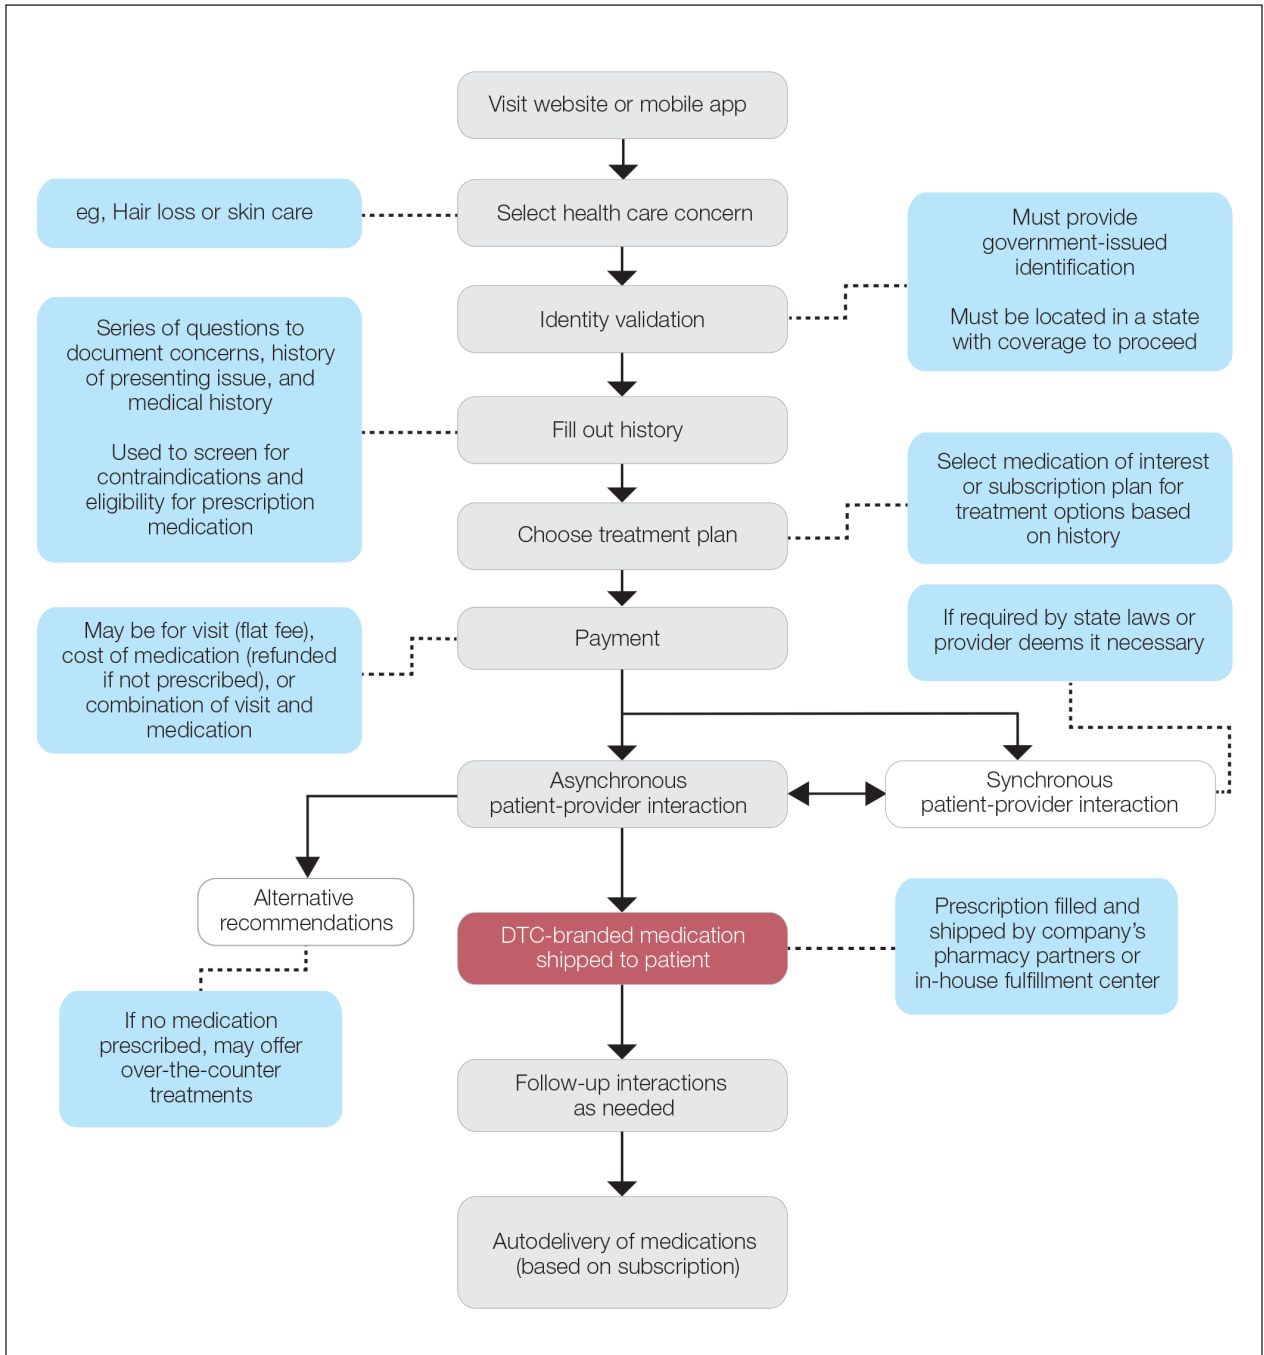 Visit website or mobile app
eg, Hair loss or skin care
Select health care concern
Must provide
government-issued
identification
Must be located in a state
with coverage to proceed
Identity validation
Series of questions to
document concerns, history
of presenting issue, and
medical history
Used to screen for
contraindications and
eligibility for prescription
medication
Fill out history
Select medication of interest
or subscription plan for
treatment options based
on history
Choose treatment plan
May be for visit (flat fee),
cost of medication (refunded
if not prescribed), or
combination of visit and
medication
Payment
If required by state laws or
provider deems it necessary
Asynchronous
patient-provider interaction
Synchronous
patient-provider interaction
Alternative
recommendations
DTC-branded medication
shipped to patient
Prescription filled and
shipped by company’s
pharmacy partners or
in-house fulfillment center
If no medication
prescribed, may offer
over-the-counter
treatments
Follow-up interactions
as needed
Autodelivery of medications
(based on subscription)